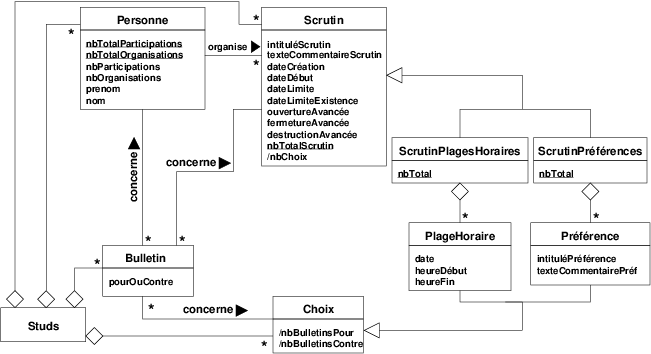 Personne
nbTotalParticipations
nbTotalOrganisations
nbParticipations
nbOrganisations
prenom
nom
organise
*
*
*
Scrutin
intituléScrutin
texteCommentaireScrutin
dateCréation
dateDébut
dateLimite
dateLimiteExistence
ouvertureAvancée
fermetureAvancée
destructionAvancée
nbTotalScrutin
/nbChoix
concerne
concerne
ScrutinPlagesHoraires
nbTotal
ScrutinPréférences
nbTotal
*
*
*
*
PlageHoraire
date
heureDébut
heureFin
Préférence
intituléPréférence
texteCommentairePréf
Bulletin
pourOuContre
*
*
concerne
Choix
/nbBulletinsPour
/nbBulletinsContre
*
Studs